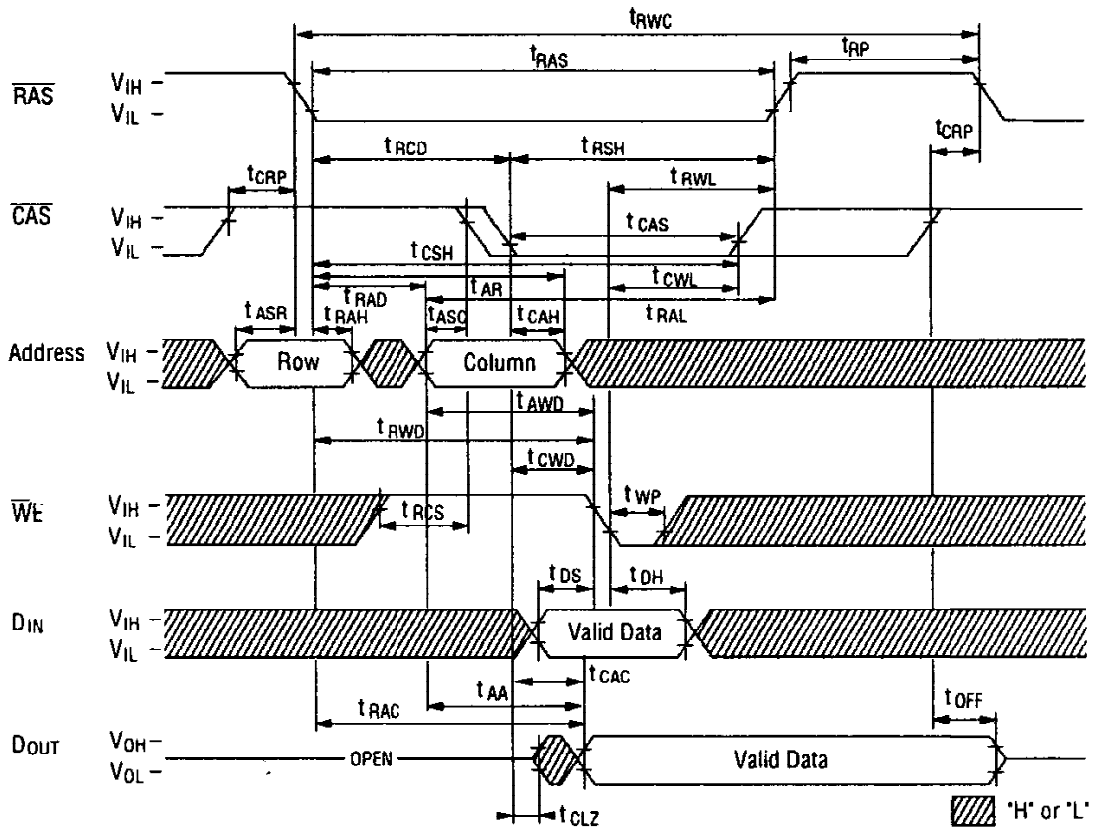 tRWC
tRAS
tRP
RAS
VIH
VIL
tRCD
tRSH
tCRP
tCRP
tRWL
CAS
VIH
VIL
tCAS
tCSH
tCWL
tAR
tRAD
tRAL
tASR
tRAH
tASC
tCAH
Address
VIH
VIL
Row
Column
tAWD
tRWD
tCWD
WE
VIH
VIL
tRCS
tWP
tDS
tDH
DIN
VIH
VIL
Valid Data
tCAC
tAA
tRAC
tOFF
DOUT
VOH
VOL
OPEN
Valid Data
tCLZ
"H" or "L"